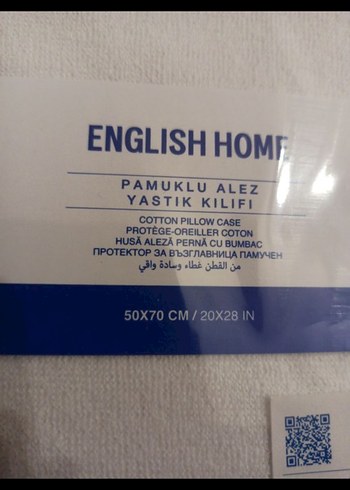 ENGLISH HOME
PAMUKLU ALEZ
YASTIK KILIFI
COTTON PILLOW CASE
PROTÈGE-OREILLER COTON
HUSĂ ALEZĂ PERNĂ CU BUMBAC
ПРОТЕКТОР ЗА ВЪЗГЛАВНИЦА ПАМУЧЕН
من القطن غطاء وسادة واقي
50X70 CM / 20X28 IN